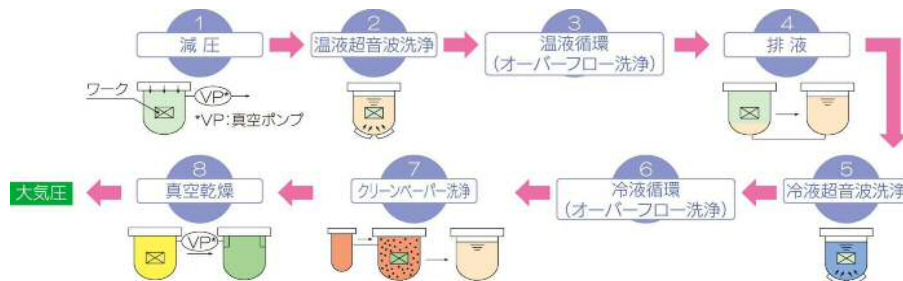 1
減圧
2
温液超音波洗浄
3
温液循環
(オーバーフロー洗浄)
4
排液
ワーク
VP*
*VP:真空ポンプ
5
冷液超音波洗浄
6
冷液循環
(オーバーフロー洗浄)
7
クリーンベーパー洗浄
8
真空乾燥
大気圧
VP*